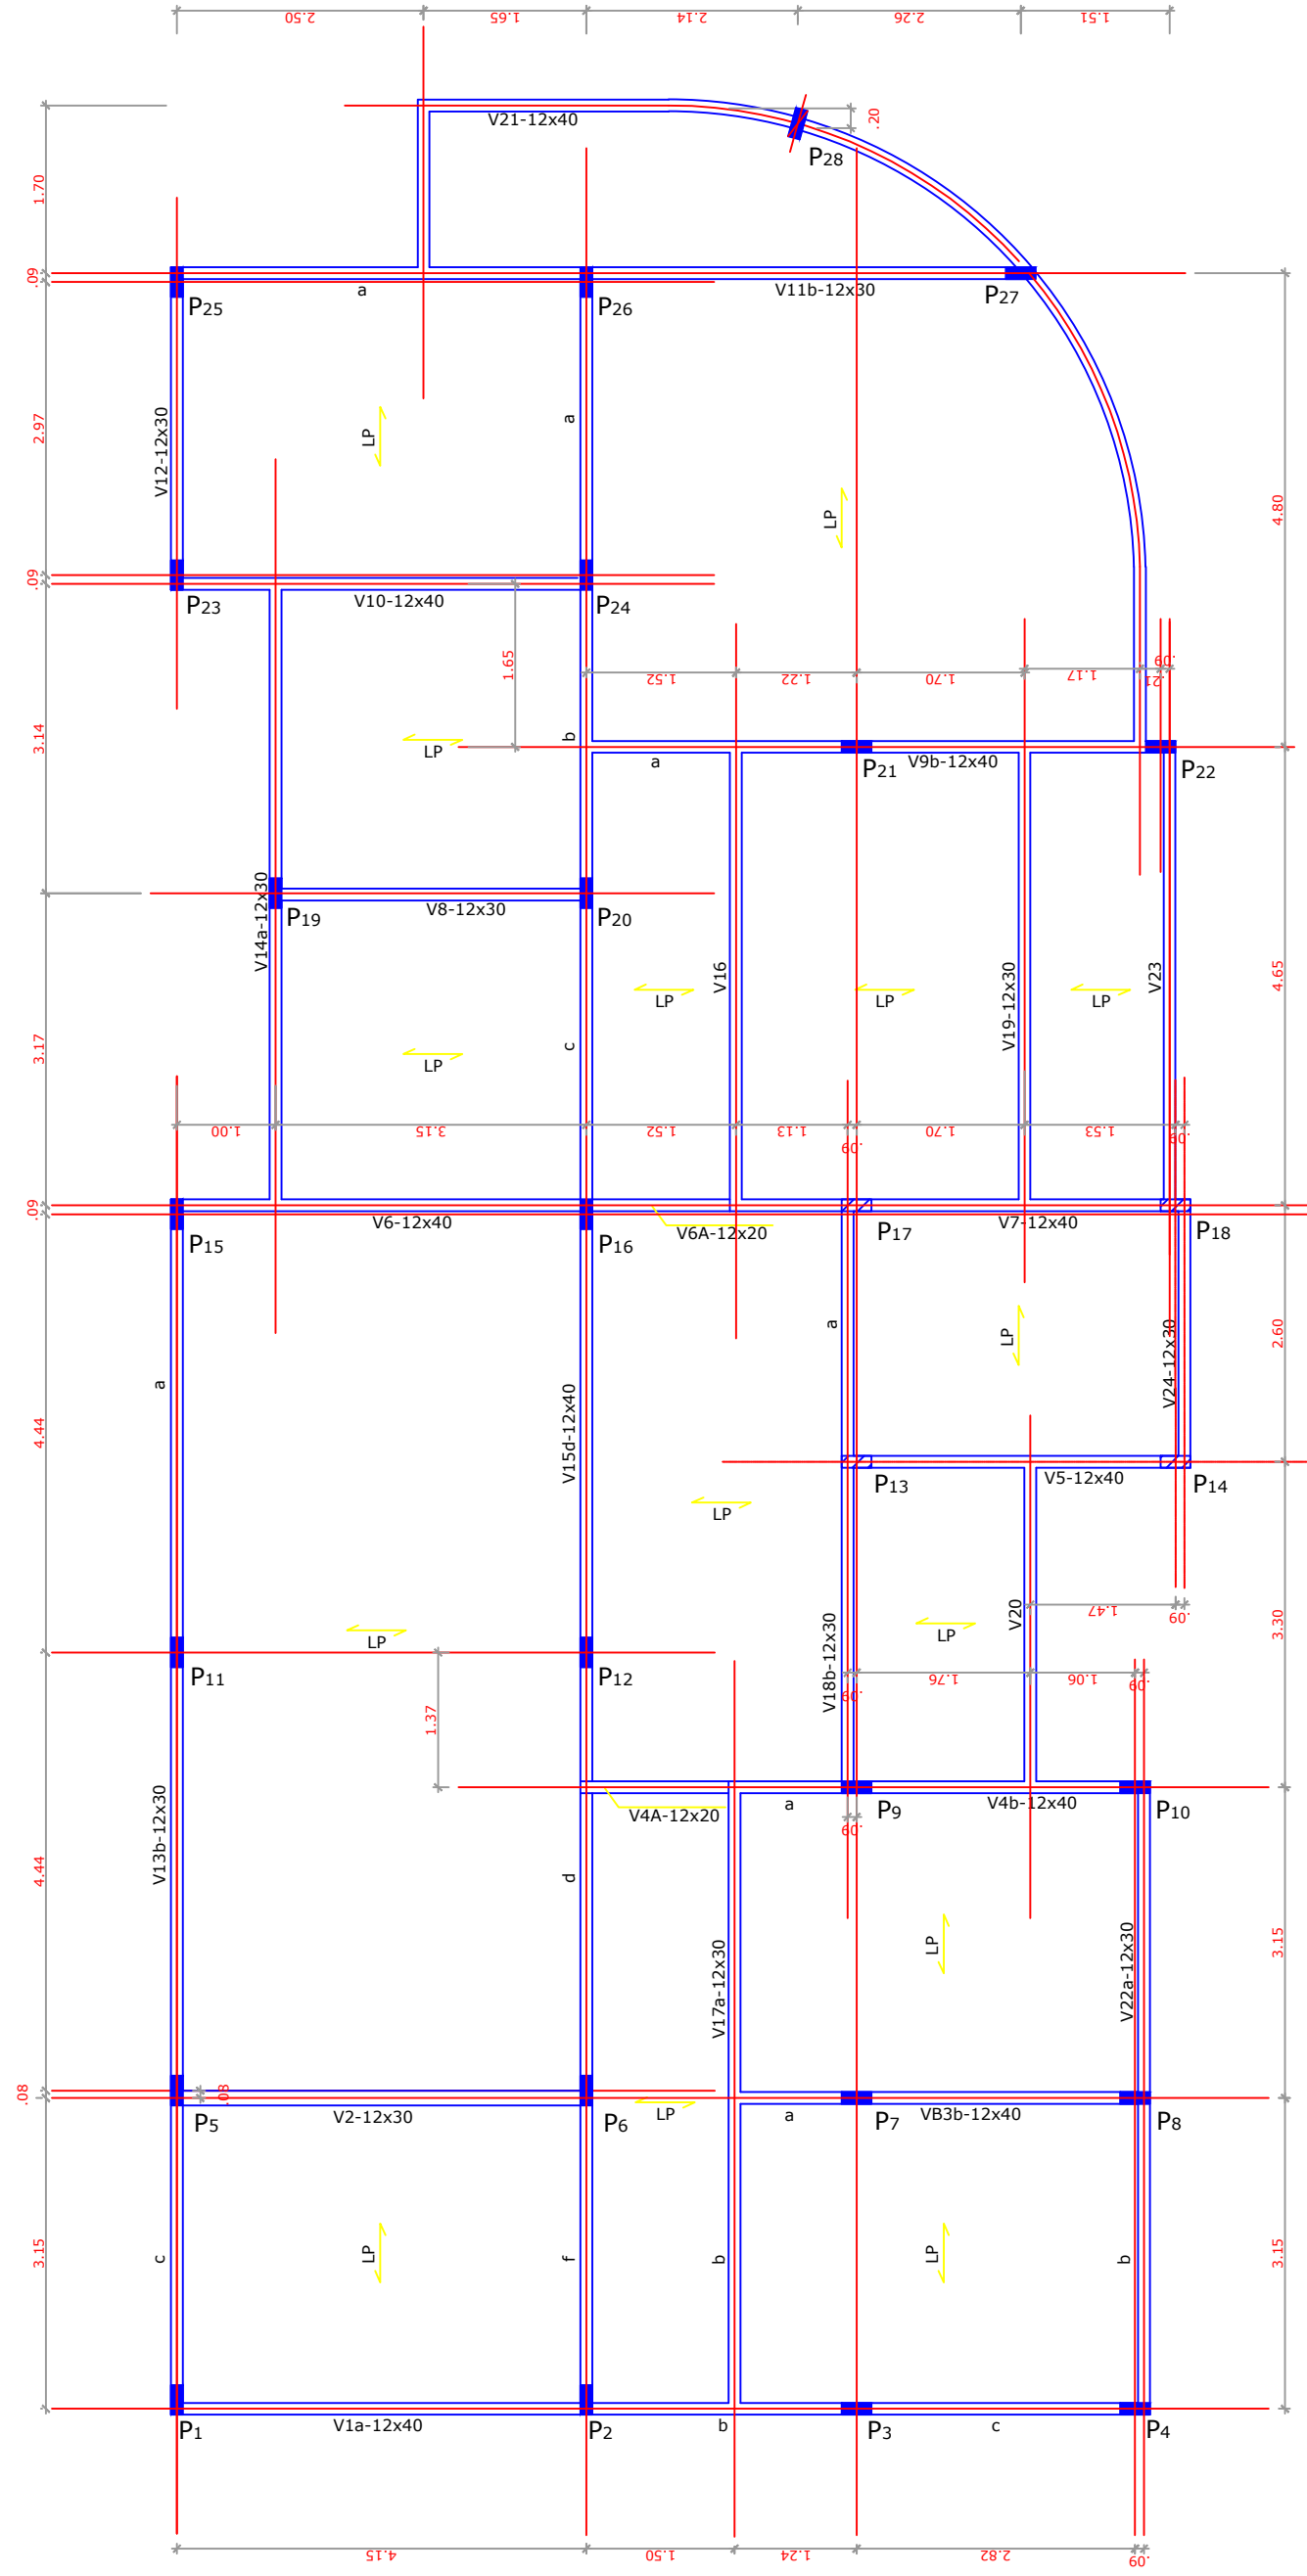 2.50
1.65
2.14
2.26
1.51
V21-12x40
.20
P28
1.70
.09
a
V11b-12x30
P25
P26
P27
2.97
V12-12x30
LP
a
LP
4.80
.09
V10-12x40
P23
P24
1.65
1.52
1.22
1.70
1.17
.21
.09
3.14
LP
b
a
P21
V9b-12x40
P22
V14a-12x30
P19
V8-12x30
P20
V16
V19-12x30
V23
4.65
LP
LP
LP
3.17
LP
c
1.00
3.15
1.52
1.13
.09
1.70
1.53
.09
.09
V6-12x40
V6A-12x20
V7-12x40
P15
P16
P17
P18
a
LP
V24-12x30
2.60
a
4.44
V15d-12x40
P13
V5-12x40
P14
LP
V20
1.47
.09
3.30
LP
LP
V18b-12x30
P11
P12
.09
1.76
1.06
.09
1.37
V4A-12x20
a
P9
V4b-12x40
P10
.09
V13b-12x30
4.44
d
LP
V17a-12x30
V22a-12x30
3.15
.08
.08
P5
V2-12x30
P6
LP
a
P7
VB3b-12x40
P8
3.15
c
LP
f
b
LP
b
3.15
P1
V1a-12x40
P2
b
P3
c
P4
4.15
1.50
1.24
2.82
.09